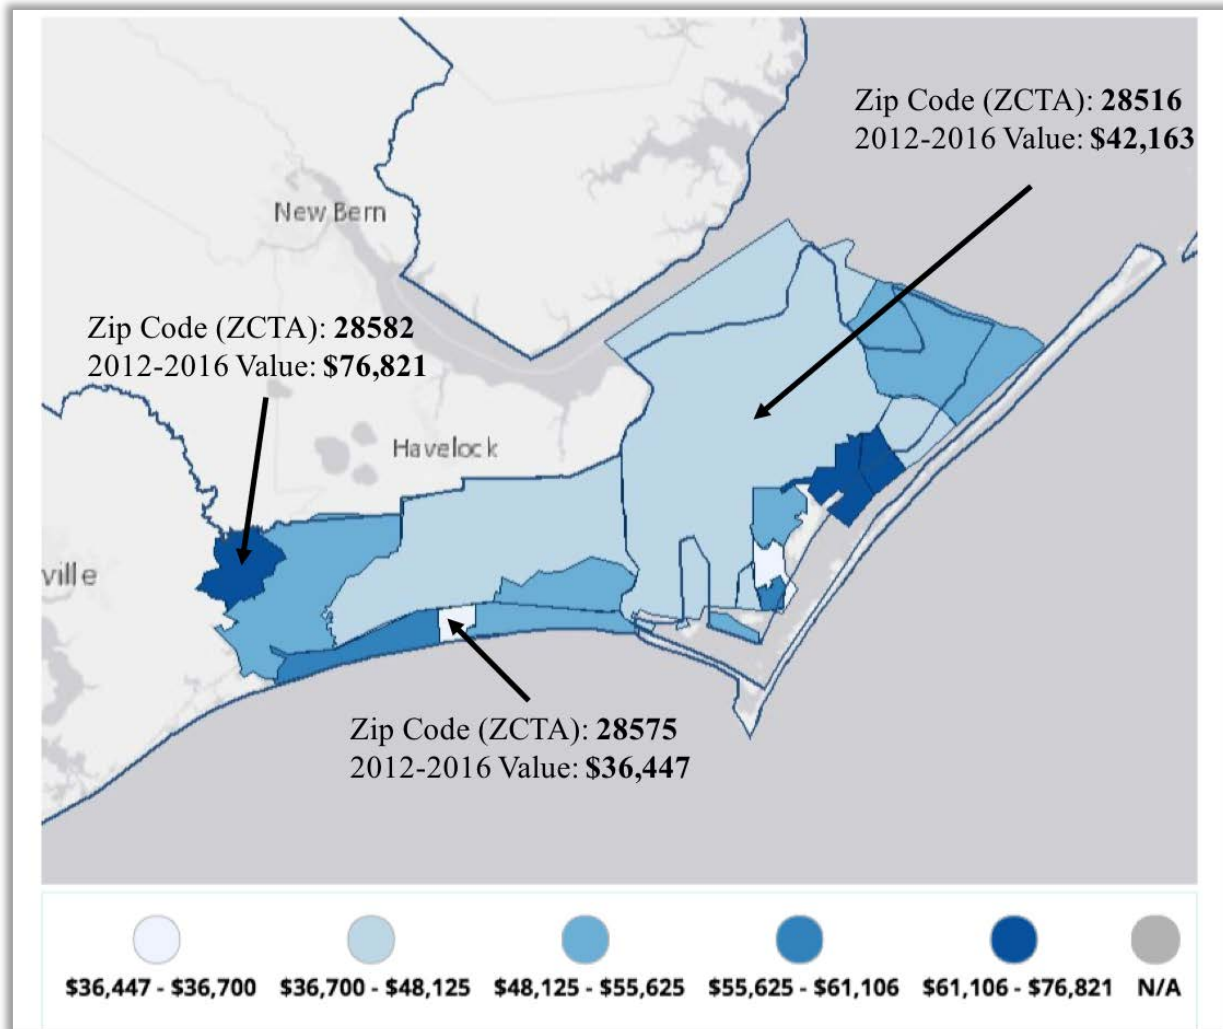 Zip Code (ZCTA): 28516
2012-2016 Value: $42,163
New Bern
Zip Code (ZCTA): 28582
2012-2016 Value: $76,821
Havelock
ville
Zip Code (ZCTA): 28575
2012-2016 Value: $36,447
$36,447 - $36,700
$36,700 - $48,125
$48,125 - $55,625
$55,625 - $61,106
$61,106 - $76,821
N/A